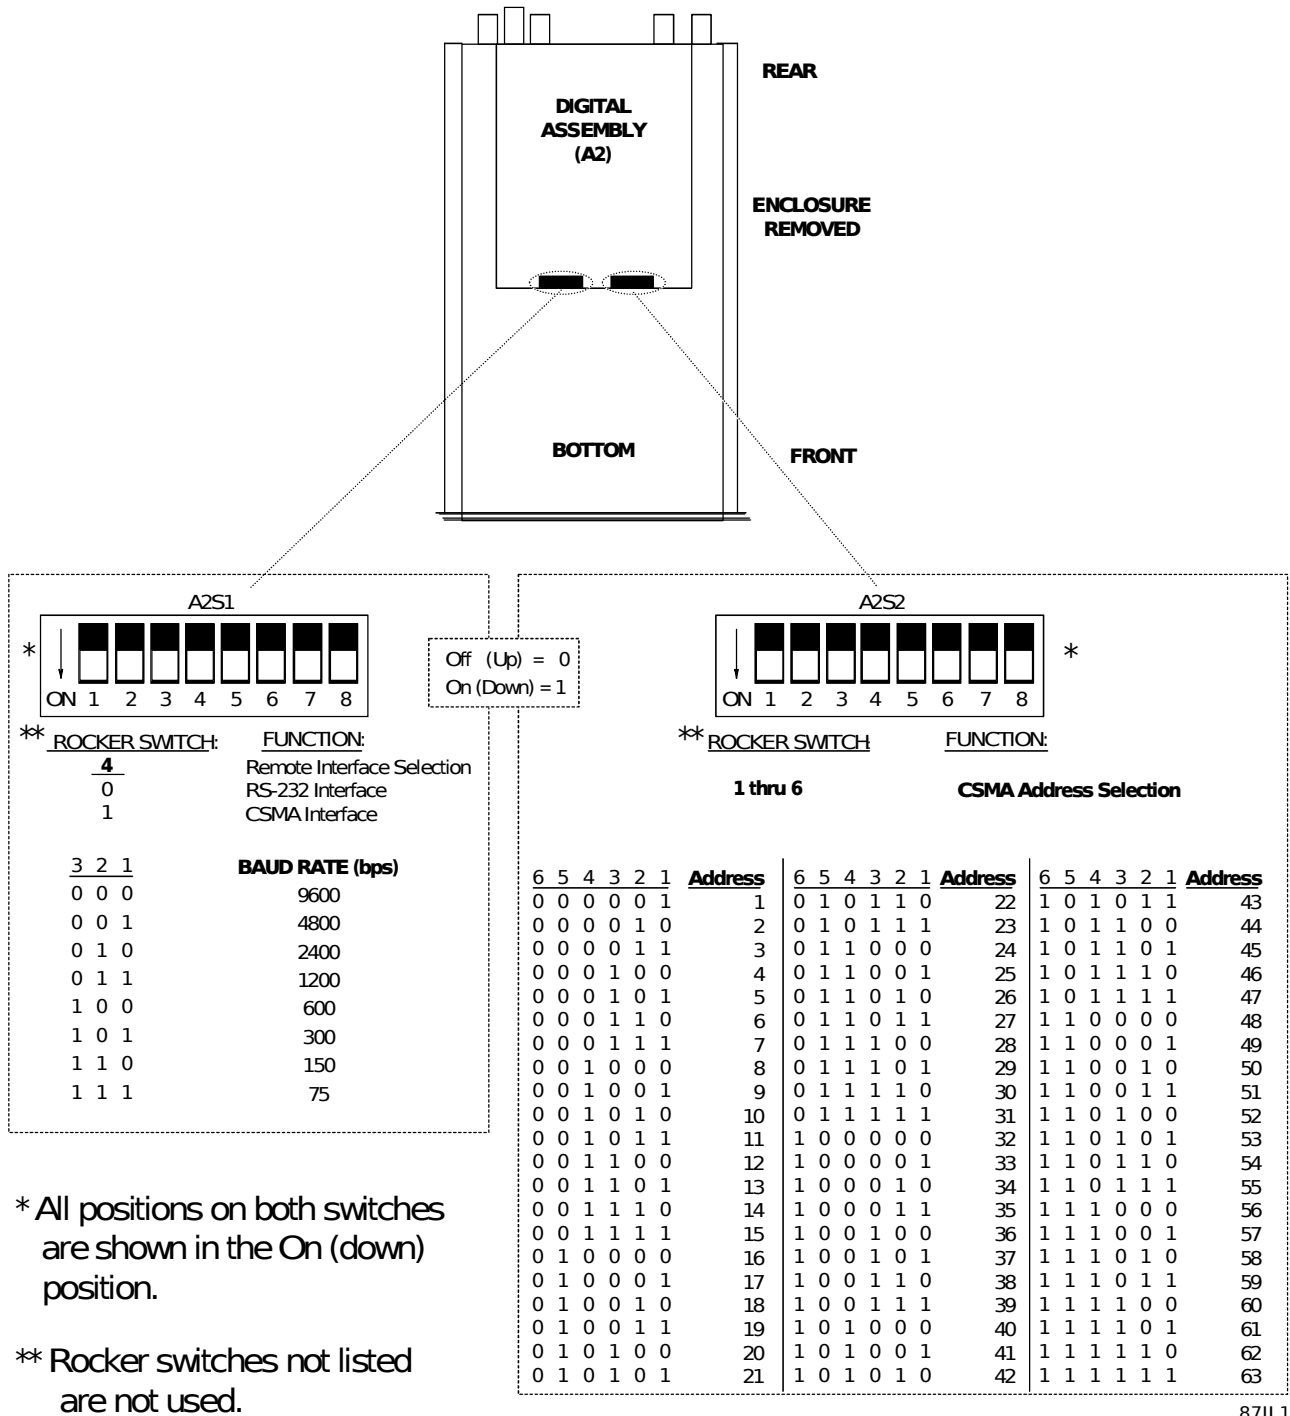 REAR
DIGITAL
ASSEMBLY
(A2)
ENCLOSURE
REMOVED
BOTTOM
FRONT
A2S1
*
ON 1 2 3 4 5 6 7 8
** ROCKER SWITCH: FUNCTION:
4 Remote Interface Selection
0 RS-232 Interface
1 CSMA Interface
3 2 1 BAUD RATE (bps)
0 0 0 9600
0 0 1 4800
0 1 0 2400
0 1 1 1200
1 0 0 600
1 0 1 300
1 1 0 150
1 1 1 75
Off (Up) = 0
On (Down) = 1
A2S2
*
ON 1 2 3 4 5 6 7 8
** ROCKER SWITCH: FUNCTION:
1 thru 6 CSMA Address Selection
6 5 4 3 2 1 Address 6 5 4 3 2 1 Address 6 5 4 3 2 1 Address
0 0 0 0 0 1 1 0 1 0 1 1 0 22 1 0 1 0 1 1 43
0 0 0 0 1 0 2 0 1 0 1 1 1 23 1 0 1 1 0 0 44
0 0 0 0 1 1 3 0 1 1 0 0 0 24 1 0 1 1 0 1 45
0 0 0 1 0 0 4 0 1 1 0 0 1 25 1 0 1 1 1 0 46
0 0 0 1 0 1 5 0 1 1 0 1 0 26 1 0 1 1 1 1 47
0 0 0 1 1 0 6 0 1 1 0 1 1 27 1 1 0 0 0 0 48
0 0 0 1 1 1 7 0 1 1 1 0 0 28 1 1 0 0 0 1 49
0 0 1 0 0 0 8 0 1 1 1 0 1 29 1 1 0 0 1 0 50
0 0 1 0 0 1 9 0 1 1 1 1 0 30 1 1 0 0 1 1 51
0 0 1 0 1 0 10 0 1 1 1 1 1 31 1 1 0 1 0 0 52
0 0 1 0 1 1 11 1 0 0 0 0 0 32 1 1 0 1 0 1 53
0 0 1 1 0 0 12 1 0 0 0 0 1 33 1 1 0 1 1 0 54
0 0 1 1 0 1 13 1 0 0 0 1 0 34 1 1 0 1 1 1 55
0 0 1 1 1 0 14 1 0 0 0 1 1 35 1 1 1 0 0 0 56
0 0 1 1 1 1 15 1 0 0 1 0 0 36 1 1 1 0 0 1 57
0 1 0 0 0 0 16 1 0 0 1 0 1 37 1 1 1 0 1 0 58
0 1 0 0 0 1 17 1 0 0 1 1 0 38 1 1 1 0 1 1 59
0 1 0 0 1 0 18 1 0 0 1 1 1 39 1 1 1 1 0 0 60
0 1 0 0 1 1 19 1 0 1 0 0 0 40 1 1 1 1 0 1 61
0 1 0 1 0 0 20 1 0 1 0 0 1 41 1 1 1 1 1 0 62
0 1 0 1 0 1 21 1 0 1 0 1 0 42 1 1 1 1 1 1 63
* All positions on both switches
are shown in the On (down)
position.
** Rocker switches not listed
are not used.